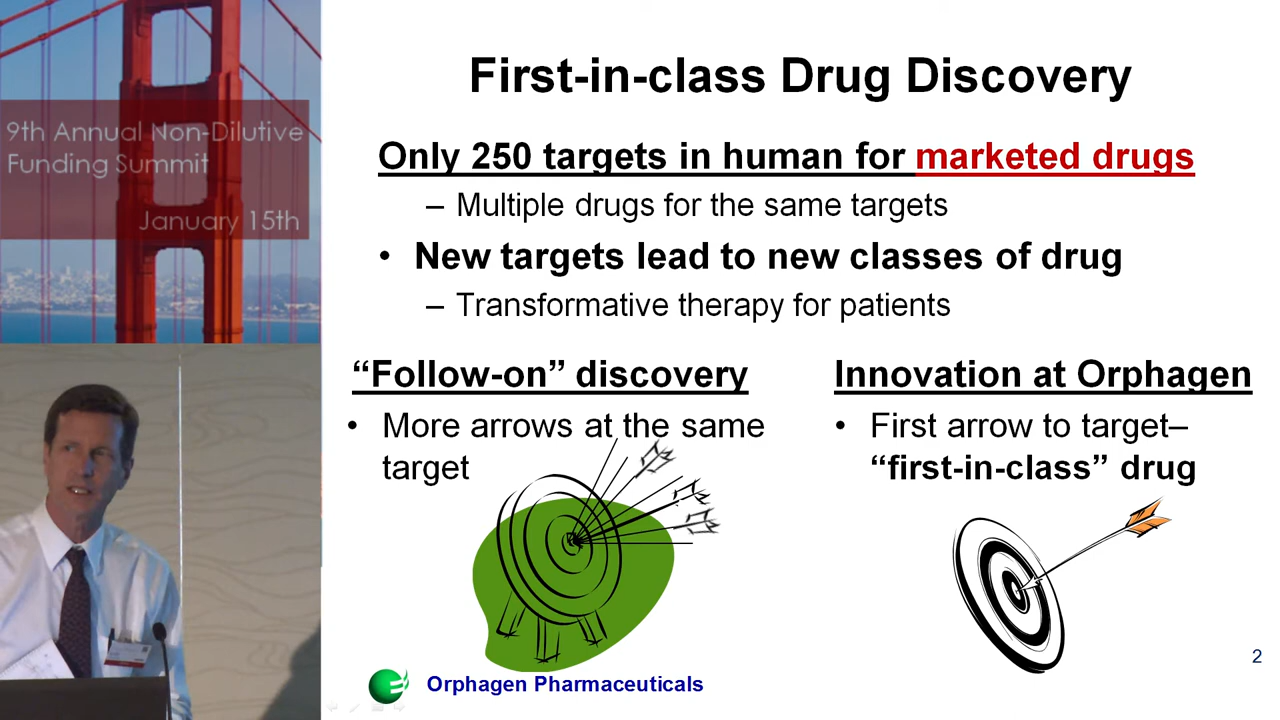 9th Annual Non-Dilutive
Funding Summit
January 15th
First-in-class Drug Discovery
Only 250 targets in human for marketed drugs
– Multiple drugs for the same targets
• New targets lead to new classes of drug
– Transformative therapy for patients
“Follow-on” discovery
• More arrows at the same
target
Innovation at Orphagen
• First arrow to target–
“first-in-class” drug
Orphagen Pharmaceuticals
2